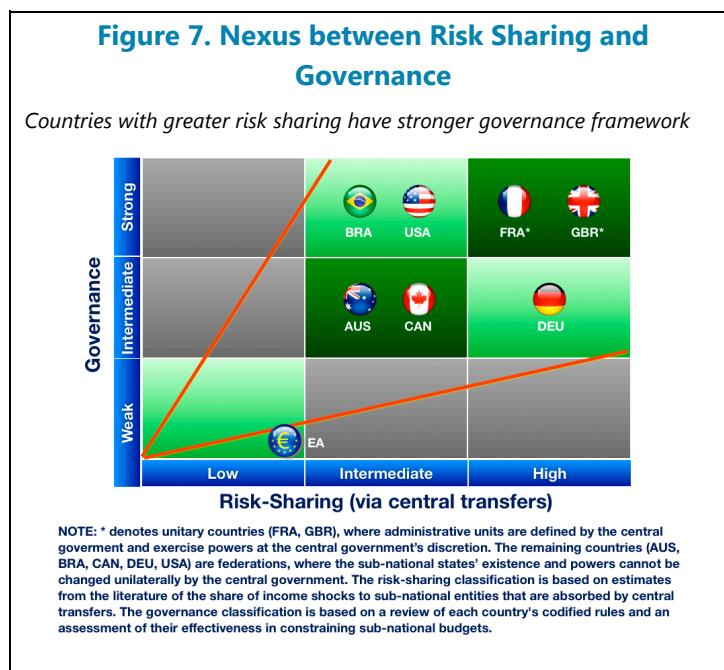 Figure 7. Nexus between Risk Sharing and
Governance
Countries with greater risk sharing have stronger governance framework
Governance
Strong
Intermediate
Weak
BRA
USA
FRA*
GBR*
AUS
CAN
DEU
€
EA
Low
Intermediate
High
Risk-Sharing (via central transfers)
NOTE: * denotes unitary countries (FRA, GBR), where administrative units are defined by the central
goverment and exercise powers at the central government's discretion. The remaining countries (AUS,
BRA, CAN, DEU, USA) are federations, where the sub-national states' existence and powers cannot be
changed unilaterally by the central government. The risk-sharing classification is based on estimates
from the literature of the share of income shocks to sub-national entities that are absorbed by central
transfers. The governance classification is based on a review of each country's codified rules and an
assessment of their effectiveness in constraining sub-national budgets.